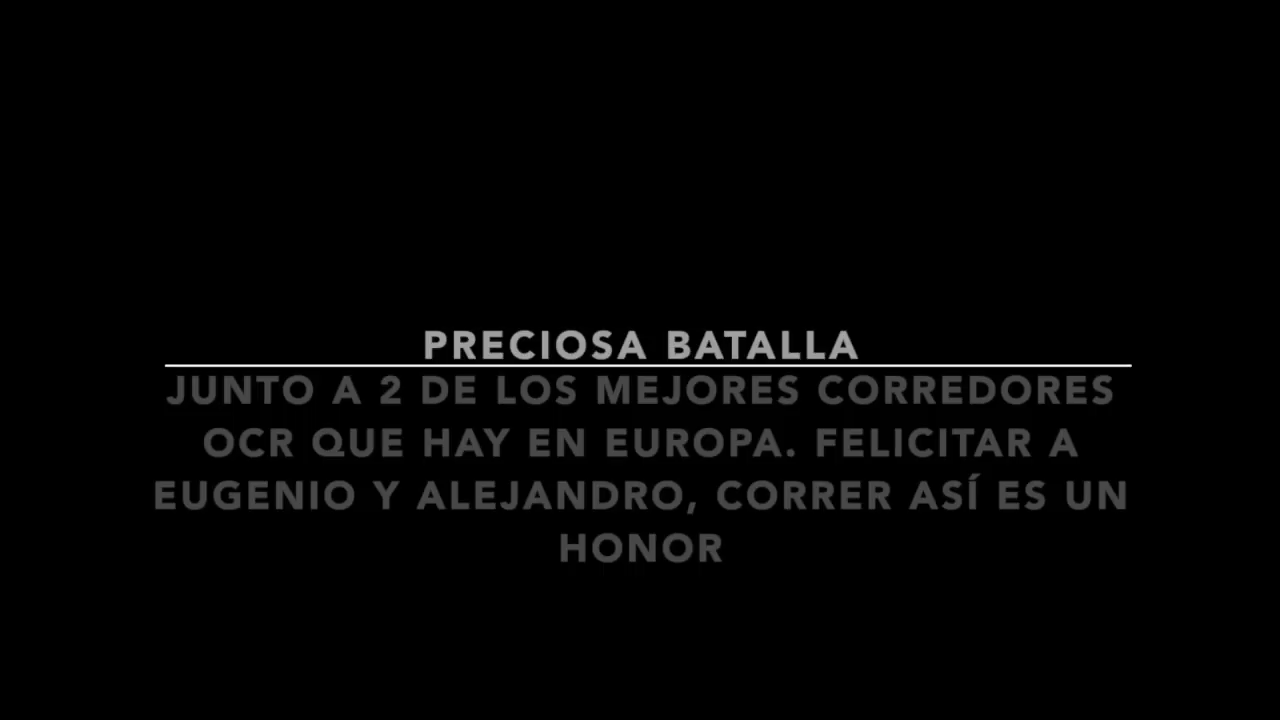 PRECIOSA BATALLA
JUNTO A 2 DE LOS MEJORES CORREDORES
OCR QUE HAY EN EUROPA. FELICITAR A
EUGENIO Y ALEJANDRO, CORRER ASÍ ES UN
HONOR